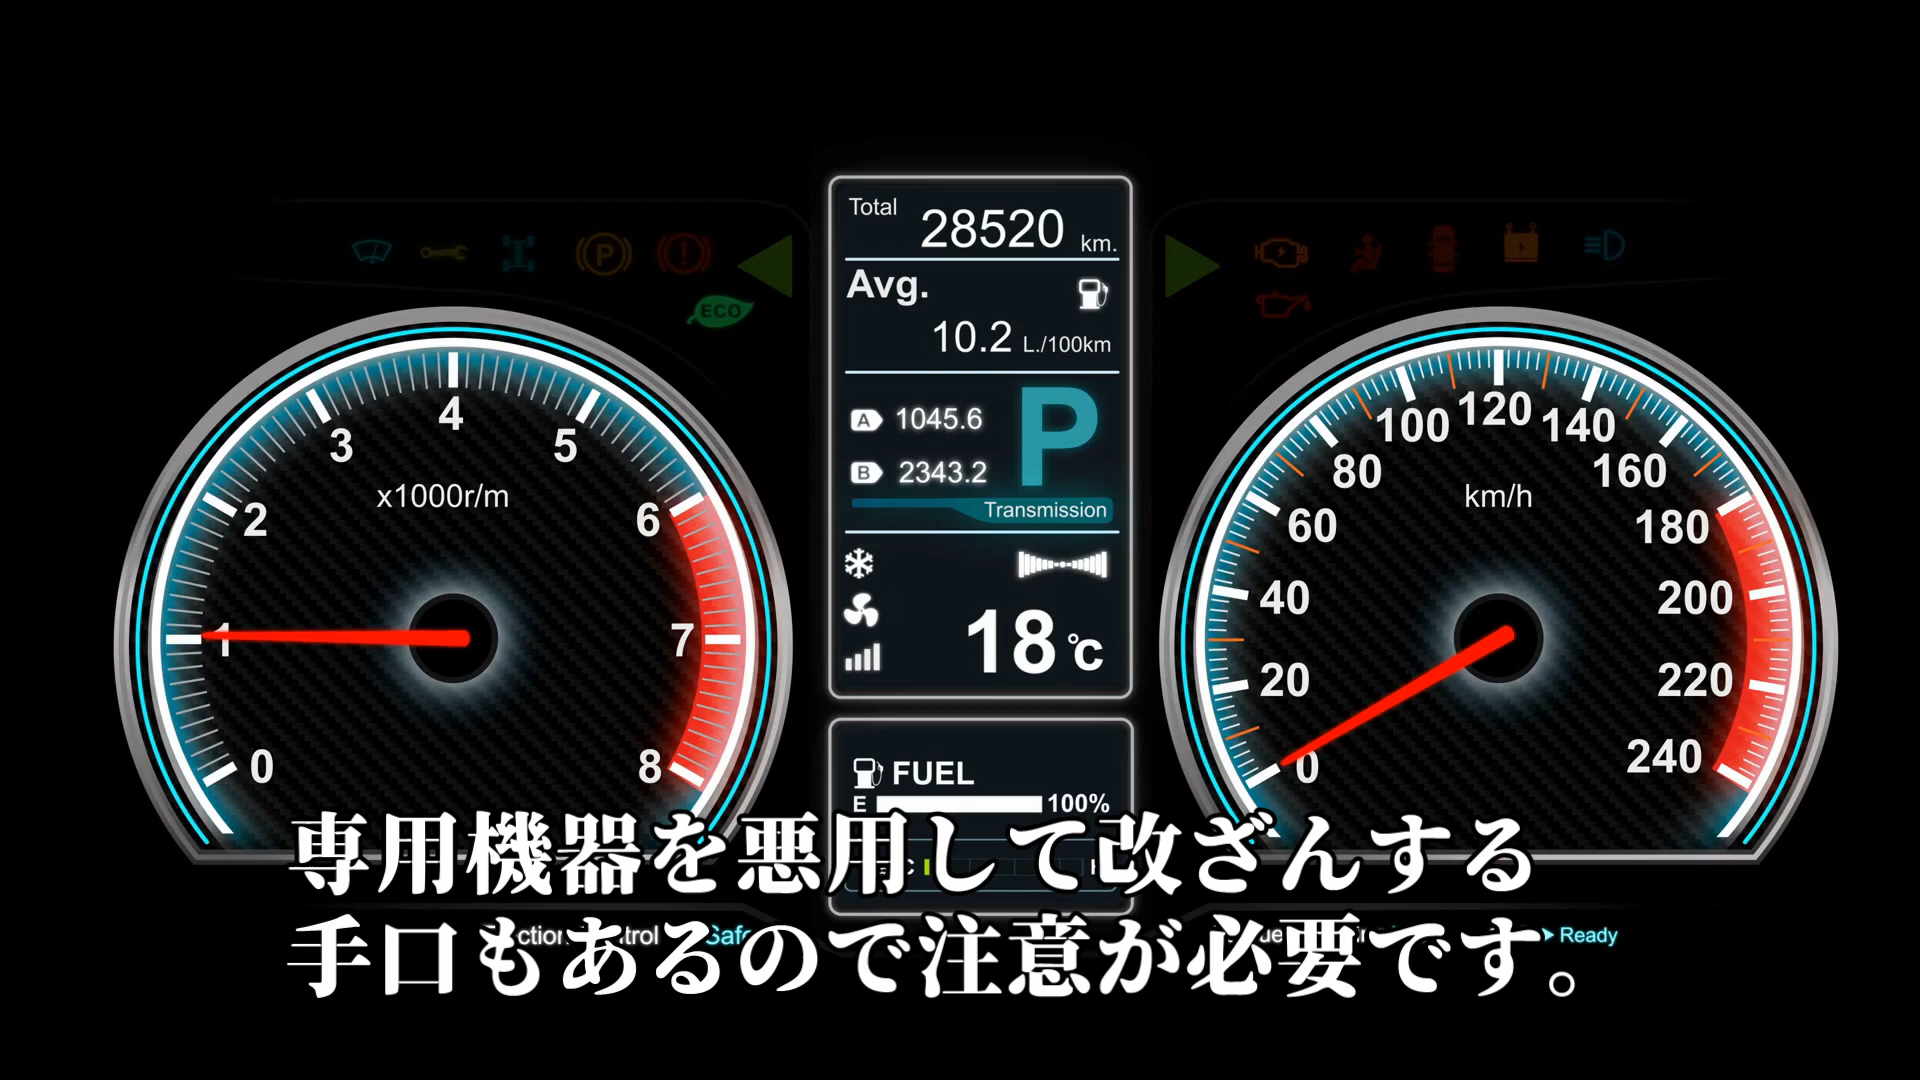 Total 28520 km.
ECO
Avg.
10.2 L./100km
A 1045.6
B 2343.2
P
Transmission
18 ℃
FUEL
E 100%
0 1 2 3 4 5 6 7 8
x1000r/m
0 20 40 60 80 100 120 140 160 180 200 220 240
km/h
P
専用機器を悪用して改ざんする
手口もあるので注意が必要です。
Ready